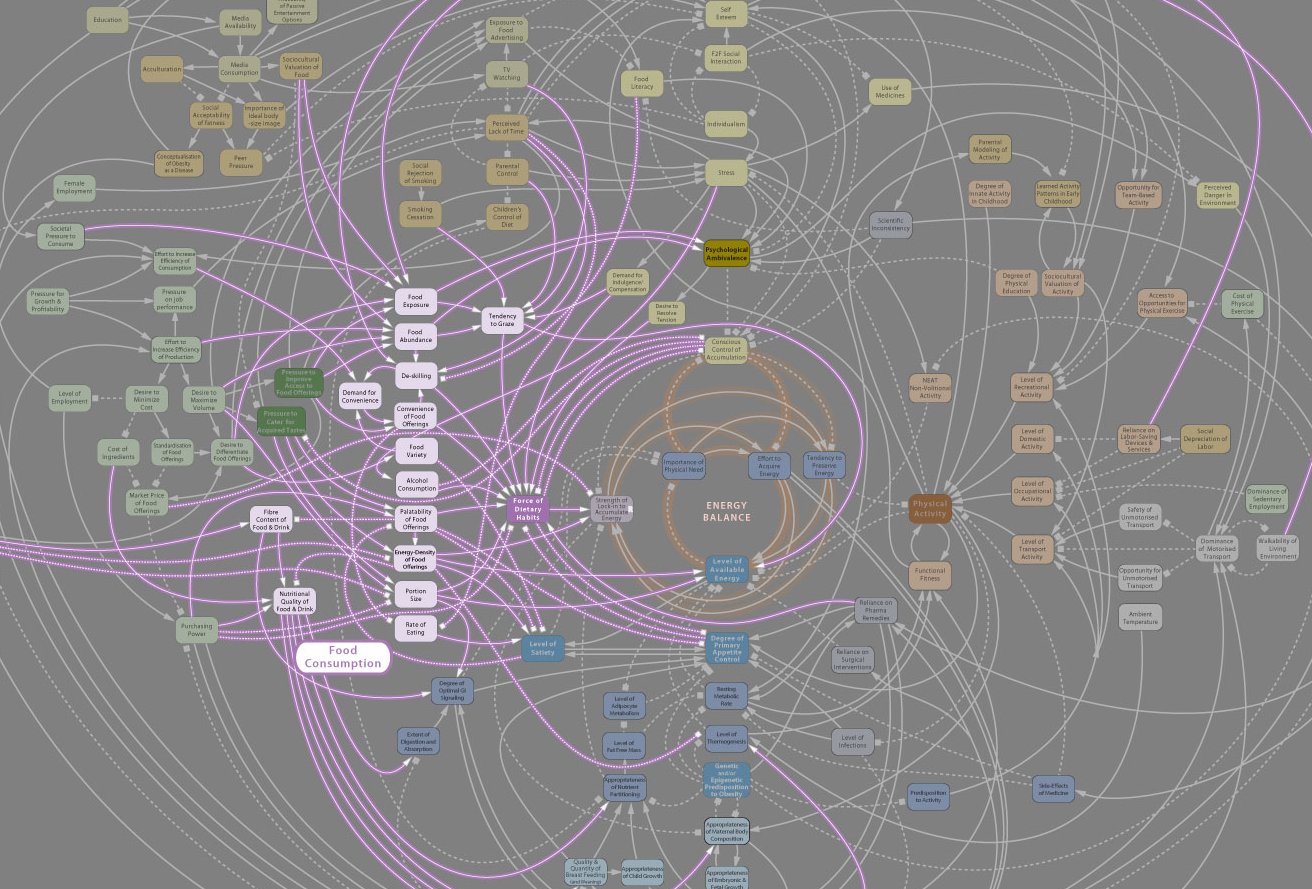 of Passive
Entertainment
Options
Education
Media
Availability
Exposure to
Food
Advertising
Self
Esteem
F2F Social
Interaction
Acculturation
Media
Consumption
Sociocultural
Valuation of
Food
TV
Watching
Food
Literacy
Use of
Medicines
Social
Acceptability
of fatness
Importance of
Ideal body
-size image
Perceived
Lack of Time
Individualism
Conceptualisation
of Obesity
as a Disease
Peer
Pressure
Social
Rejection
of Smoking
Parental
Control
Stress
Parental
Modeling of
Activity
Female
Employment
Degree of
Innate Activity
in Childhood
Learned Activity
Patterns in Early
Childhood
Opportunity for
Team-Based
Activity
Perceived
Danger in
Environment
Smoking
Cessation
Children's
Control of
Diet
Scientific
Inconsistency
Societal
Pressure to
Consume
Effort to Increase
Efficiency of
Consumption
Psychological
Ambivalence
Demand for
Indulgence/
Compensation
Degree of
Physical
Education
Sociocultural
Valuation of
Activity
Pressure for
Growth &
Profitability
Pressure
on job
performance
Food
Exposure
Tendency
to Graze
Desire to
Resolve
Tension
Access to
Opportunities for
Physical Exercise
Cost of
Physical
Exercise
Effort to
Increase Efficiency
of Production
Food
Abundance
Conscious
Control of
Accumulation
De-skilling
Pressure to
Improve
Access to
Food Offerings
Level of
Employment
Desire to
Minimize
Cost
Desire to
Maximize
Volume
Demand for
Convenience
NEAT
Non-Volitional
Activity
Level of
Recreational
Activity
Pressure to
Cater for
Acquired Tastes
Convenience
of Food
Offerings
Cost of
Ingredients
Standardisation
of Food
Offerings
Desire to
Differentiate
Food Offerings
Food
Variety
Level of
Domestic
Activity
Reliance on
Labor-Saving
Devices &
Services
Social
Depreciation of
Labor
Importance of
Physical Need
Effort to
Acquire
Energy
Tendency to
Preserve
Energy
Alcohol
Consumption
Market Price
of Food
Offerings
Level of
Occupational
Activity
Dominance of
Sedentary
Employment
Fibre
Content of
Food & Drink
Palatability
of Food
Offerings
Force of
Dietary
Habits
Strength of
Lock-in to
Accumulate
Energy
ENERGY
BALANCE
Physical
Activity
Safety of
Unmotorised
Transport
Energy-Density
of Food
Offerings
Level of
Transport
Activity
Dominance
of Motorised
Transport
Walkability of
Living
Environment
Level of
Available
Energy
Functional
Fitness
Opportunity for
Unmotorised
Transport
Portion
Size
Nutritional
Quality of
Food & Drink
Reliance on
Pharma
Remedies
Ambient
Temperature
Purchasing
Power
Rate of
Eating
Level of
Satiety
Degree of
Primary
Appetite
Control
Food
Consumption
Reliance on
Surgical
Interventions
Degree of
Optimal GI
Signaling
Level of
Adipocyte
Metabolism
Resting
Metabolic
Rate
Extent of
Digestion and
Absorption
Level of
Fat Free Mass
Level of
Thermogenesis
Level of
Infections
Genetic
and/or
Epigenetic
Predisposition
to Obesity
Appropriateness
of Nutrient
Partitioning
Predisposition
to Activity
Side-Effects
of Medicine
Appropriateness
of Maternal Body
Composition
Quality &
Quantity of
Breast Feeding
Appropriateness
of Child Growth
Appropriateness
of Embryonic &
Fetal Growth